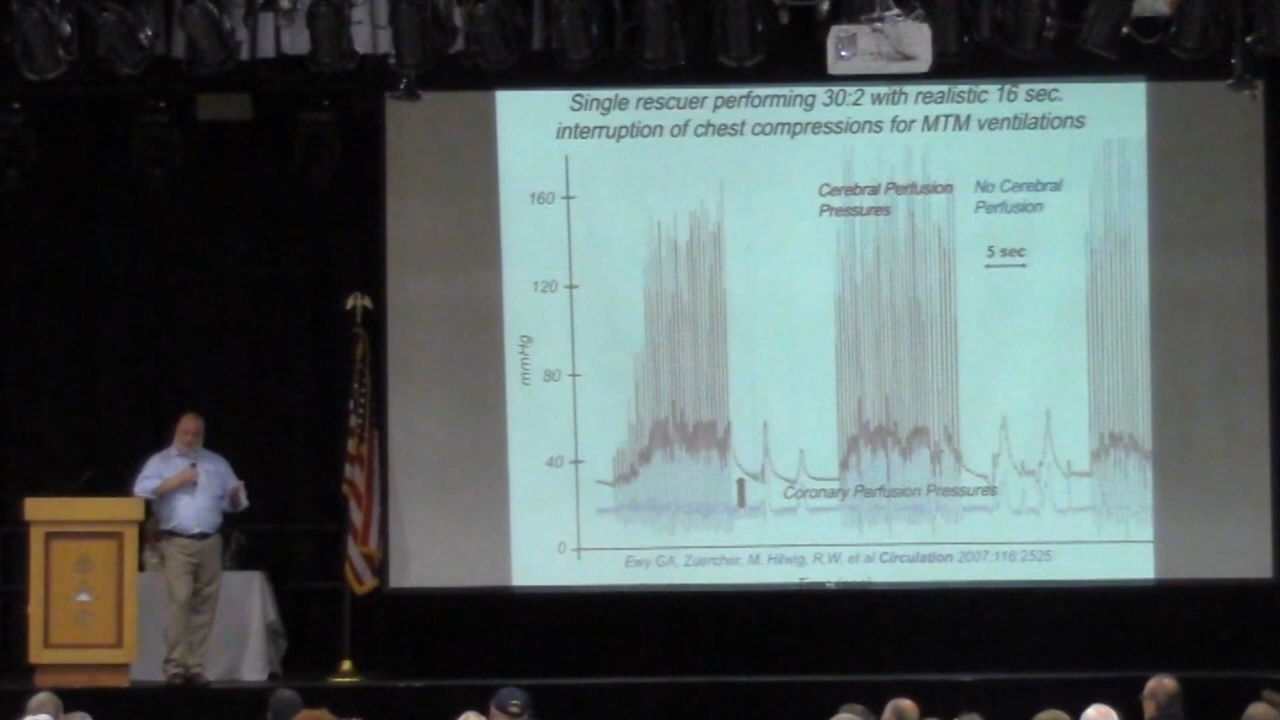 Single rescuer performing 30:2 with realistic 16 sec.
interruption of chest compressions for MTM ventilations
160
120
80
40
0
mmHg
Cerebral Perfusion
Pressures
No Cerebral
Perfusion
5 sec
Coronary Perfusion Pressures
Ewy GA, Zuercher, M. Hilwig, R.W. et al Circulation 2007;116:2525